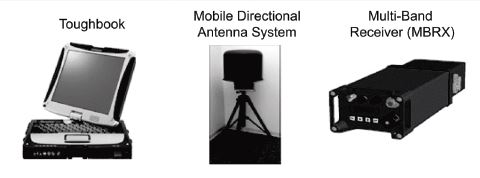 Toughbook
Mobile Directional
Antenna System
Multi-Band
Receiver (MBRX)